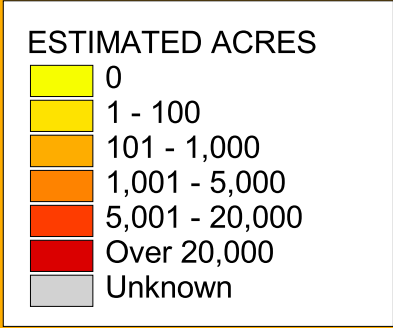 ESTIMATED ACRES
0
1 - 100
101 - 1,000
1,001 - 5,000
5,001 - 20,000
Over 20,000
Unknown